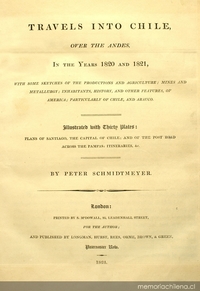 TRAVELS INTO CHILE,
OVER THE ANDES,
IN THE YEARS 1820 AND 1821,
WITH SOME SKETCHES OF THE PRODUCTIONS AND AGRICULTURE; MINES AND
METALLURGY; INHABITANTS, HISTORY, AND OTHER FEATURES, OF
AMERICA; PARTICULARLY OF CHILE, AND ARAUCO.
Illustrated with Thirty Plates:
PLANS OF SANTIAGO, THE CAPITAL OF CHILE; AND OF THE POST ROAD
ACROSS THE PAMPAS; ITINERARIES, &c.
BY PETER SCHMIDTMEYER.
London:
PRINTED BY S. MCDOWALL, LEADENHALL STREET,
FOR THE AUTHOR;
AND PUBLISHED BY LONGMAN, HURST, REES, ORME, BROWN, & GREEN,
Paternoster Row.
memoriachilena.cl